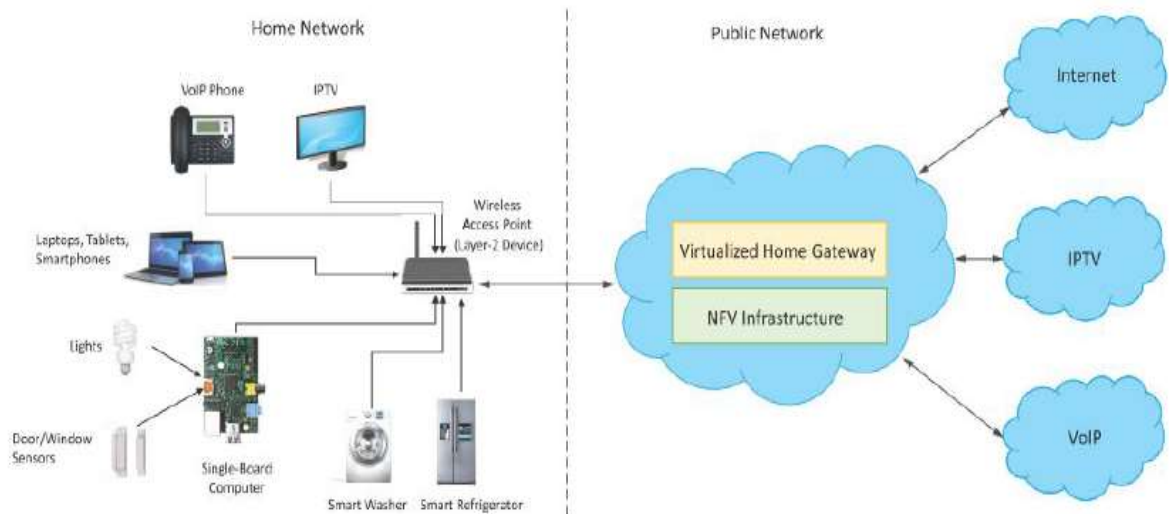 Home Network
Public Network
VoIP Phone
IPTV
Internet
Wireless
Access Point
(Layer-2 Device)
Laptops, Tablets,
Smartphones
Virtualized Home Gateway
IPTV
NFV Infrastructure
Lights
Door/Window
Sensors
Single-Board
Computer
Smart Washer
Smart Refrigerator
VoIP